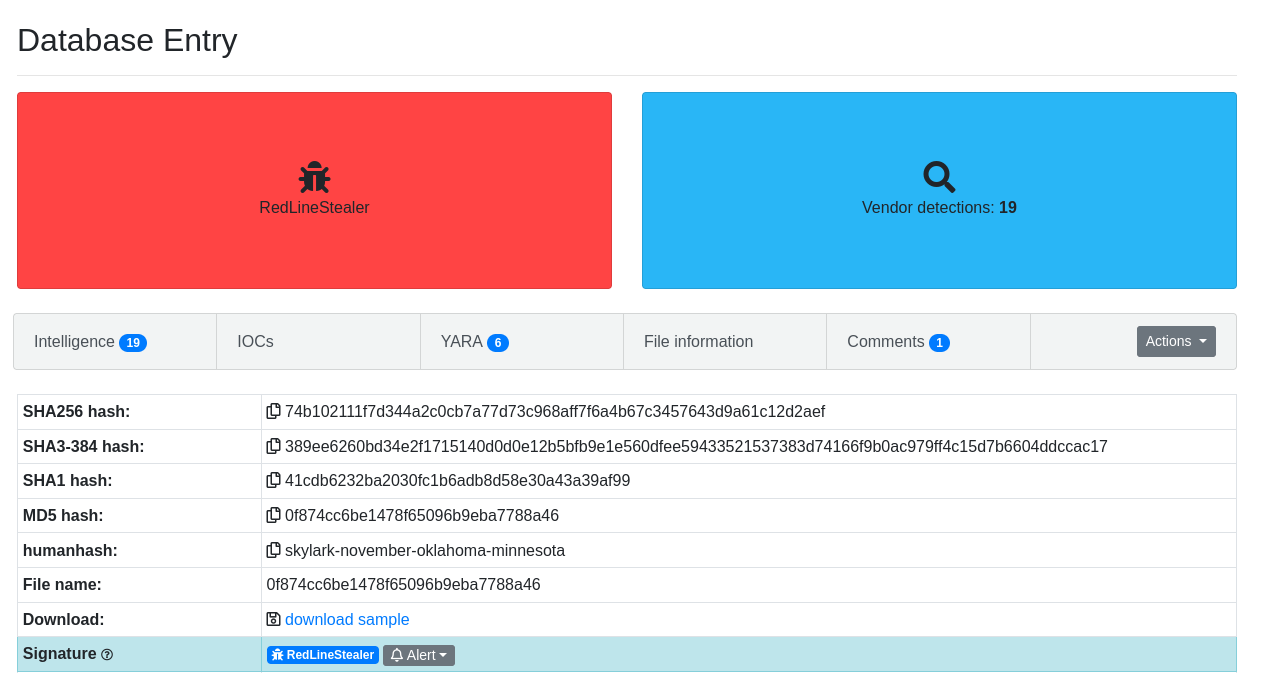 Database Entry
RedLineStealer
Vendor detections: 19
Intelligence 19 IOCs YARA 6 File information Comments 1 Actions
SHA256 hash: 74b102111f7d344a2c0cb7a77d73c968aff7f6a4b67c3457643d9a61c12d2aef
SHA3-384 hash: 389ee6260bd34e2f1715140d0d0e12b5bfb9e1e560dfee59433521537383d74166f9b0ac979ff4c15d7b6604ddccac17
SHA1 hash: 41cdb6232ba2030fc1b6adb8d58e30a43a39af99
MD5 hash: 0f874cc6be1478f65096b9eba7788a46
humanhash: skylark-november-oklahoma-minnesota
File name: 0f874cc6be1478f65096b9eba7788a46
Download: download sample
Signature RedLineStealer Alert